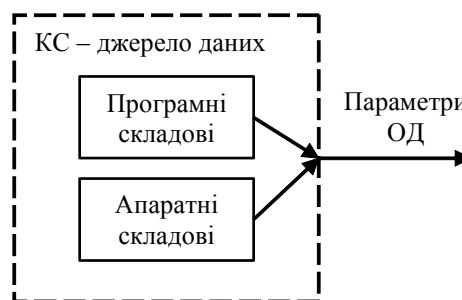 КС – джерело даних
Програмні
складові
Параметри
ОД
Апаратні
складові